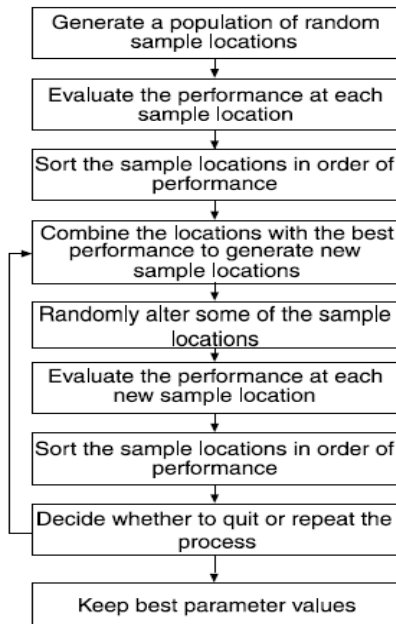 Generate a population of random
sample locations
Evaluate the performance at each
sample location
Sort the sample locations in order of
performance
Combine the locations with the best
performance to generate new
sample locations
Randomly alter some of the sample
locations
Evaluate the performance at each
new sample location
Sort the sample locations in order of
performance
Decide whether to quit or repeat the
process
Keep best parameter values